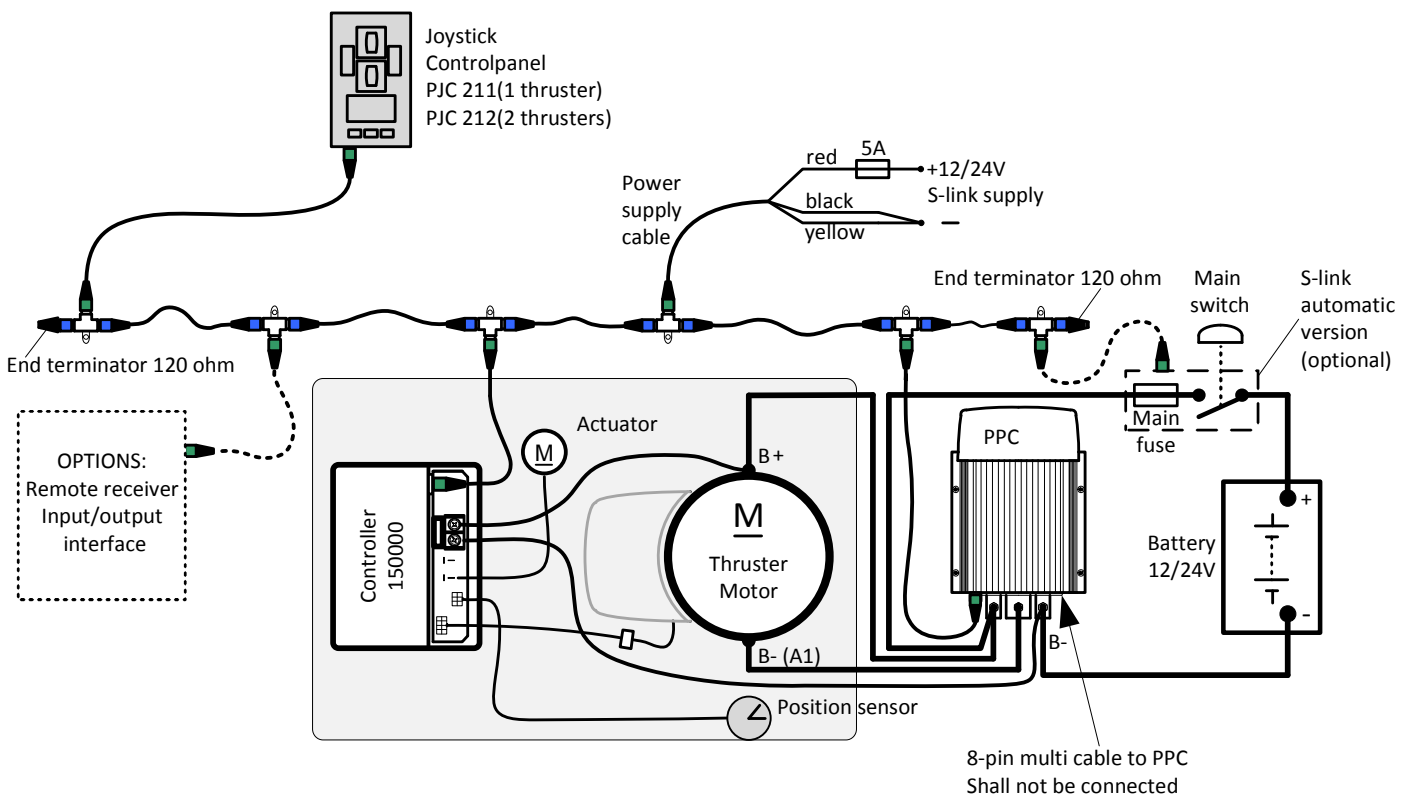 Joystick
Controlpanel
PJC 211(1 thruster)
PJC 212(2 thrusters)
Power
supply
cable
red
5A
+12/24V
S-link supply
black
yellow
—
End terminator 120 ohm
Main
switch
S-link
automatic
version
(optional)
End terminator 120 ohm
Main
fuse
OPTIONS:
Remote receiver
Input/output
interface
Actuator
M
B+
PPC
Controller
150000
M
Thruster
Motor
Battery
12/24V
+
-
B- (A1)
B-
Position sensor
8-pin multi cable to PPC
Shall not be connected